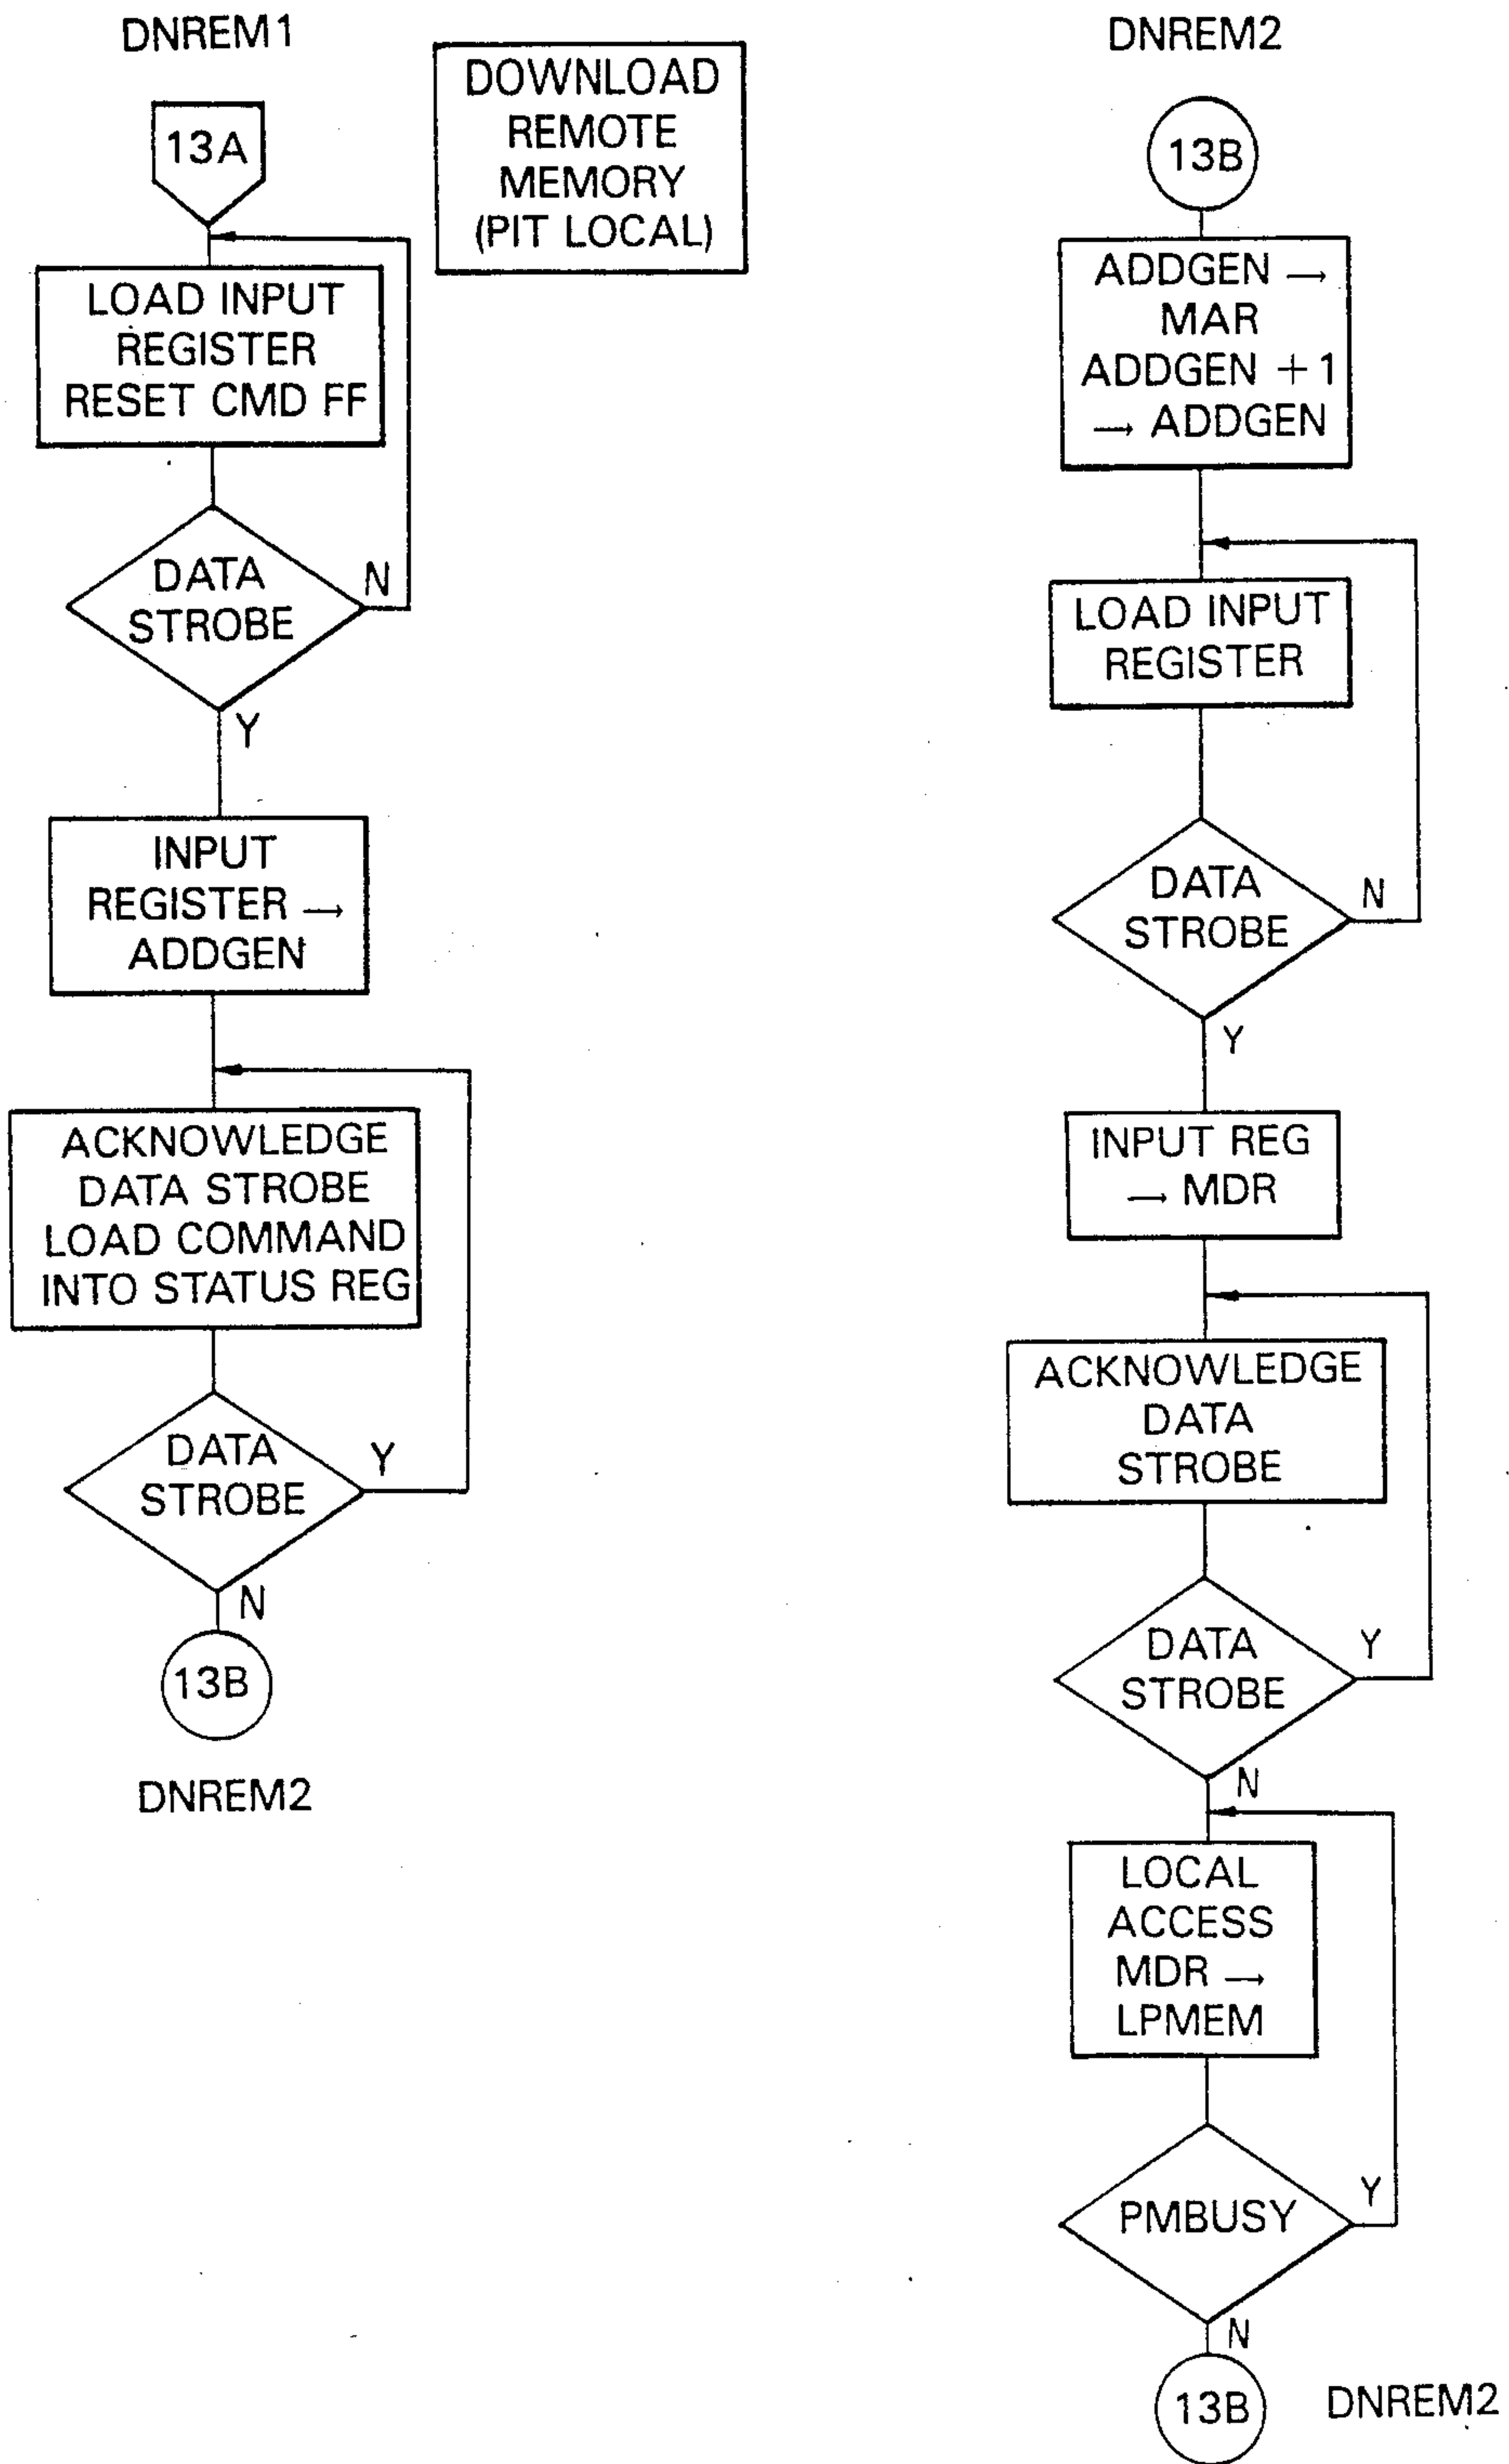 DNREM1
13A
DOWNLOAD
REMOTE
MEMORY
(PIT LOCAL)
LOAD INPUT
REGISTER
RESET CMD FF
DATA
STROBE
N
Y
INPUT
REGISTER →
ADDGEN
ACKNOWLEDGE
DATA STROBE
LOAD COMMAND
INTO STATUS REG
DATA
STROBE
Y
N
13B
DNREM2
DNREM2
13B
ADDGEN →
MAR
ADDGEN + 1
→ ADDGEN
LOAD INPUT
REGISTER
DATA
STROBE
N
Y
INPUT REG
→ MDR
ACKNOWLEDGE
DATA
STROBE
DATA
STROBE
Y
N
LOCAL
ACCESS
MDR →
LPMEM
PMBUSY
Y
N
13B
DNREM2